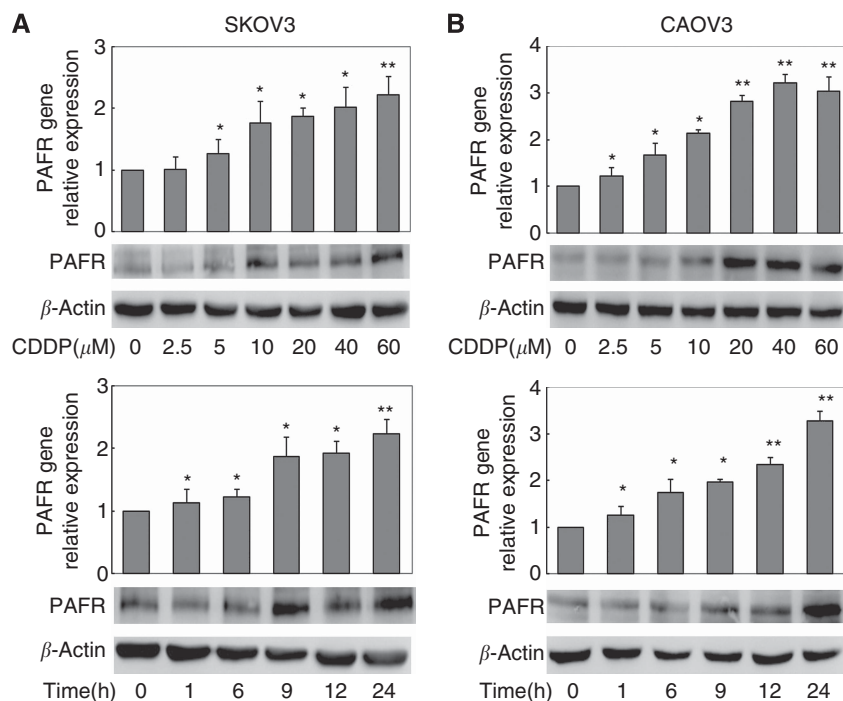 A SKOV3
3
2
1
0
PAFR gene
relative expression
* * * * **
PAFR
β-Actin
CDDP(μM) 0 2.5 5 10 20 40 60
3
2
1
0
PAFR gene
relative expression
* * * * **
PAFR
β-Actin
Time(h) 0 1 6 9 12 24
B CAOV3
4
3
2
1
0
PAFR gene
relative expression
* * * ** ** **
PAFR
β-Actin
CDDP(μM) 0 2.5 5 10 20 40 60
4
3
2
1
0
PAFR gene
relative expression
* * * ** **
PAFR
β-Actin
Time(h) 0 1 6 9 12 24